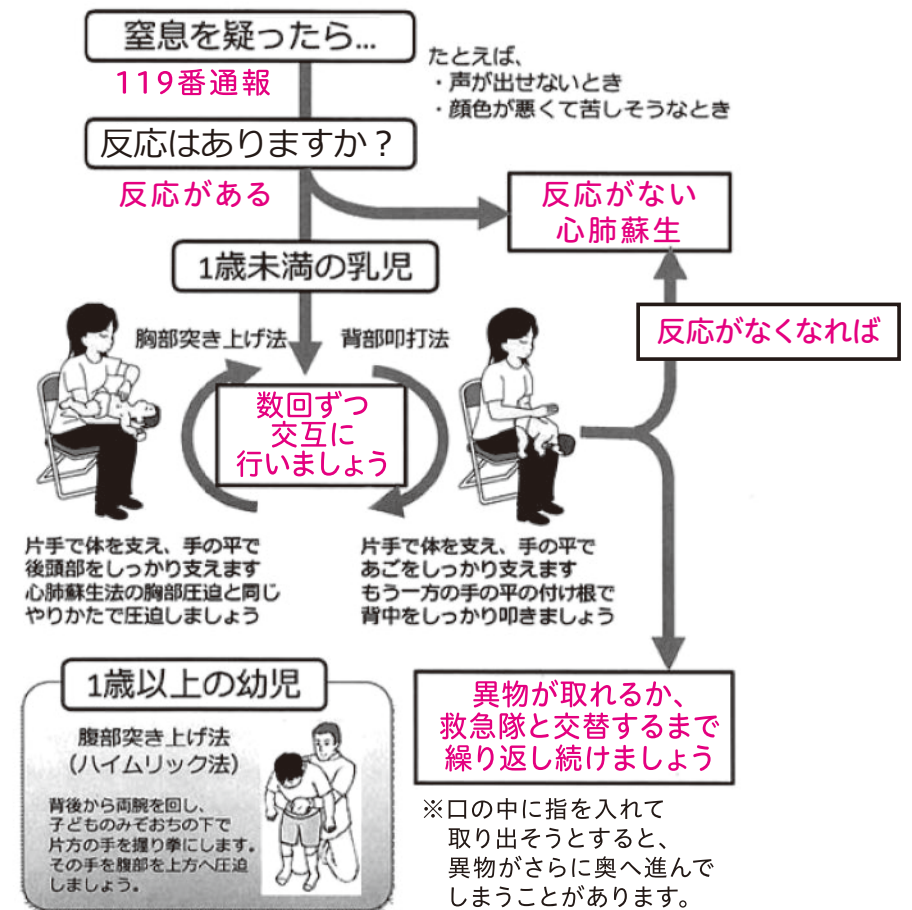 窒息を疑ったら...
119番通報
たとえば、
・声が出せないとき
・顔色が悪くて苦しそうなとき
反応はありますか？
反応がある
反応がない
心肺蘇生
1歳未満の乳児
反応がなくなれば
胸部突き上げ法
背部叩打法
数回ずつ
交互に
行いましょう
片手で体を支え、手の平で
後頭部をしっかり支えます
心肺蘇生法の胸部圧迫と同じ
やりかたで圧迫しましょう
片手で体を支え、手の平で
あごをしっかり支えます
もう一方の手の平の付け根で
背中をしっかり叩きましょう
1歳以上の幼児
腹部突き上げ法
（ハイムリック法）
背後から両腕を回し、
子どものみぞおちの下で
片方の手を握り拳にします。
その手を腹部を上方へ圧迫
しましょう。
異物が取れるか、
救急隊と交替するまで
繰り返し続けましょう
※口の中に指を入れて
取り出そうとすると、
異物がさらに奥へ進んで
しまうことがあります。